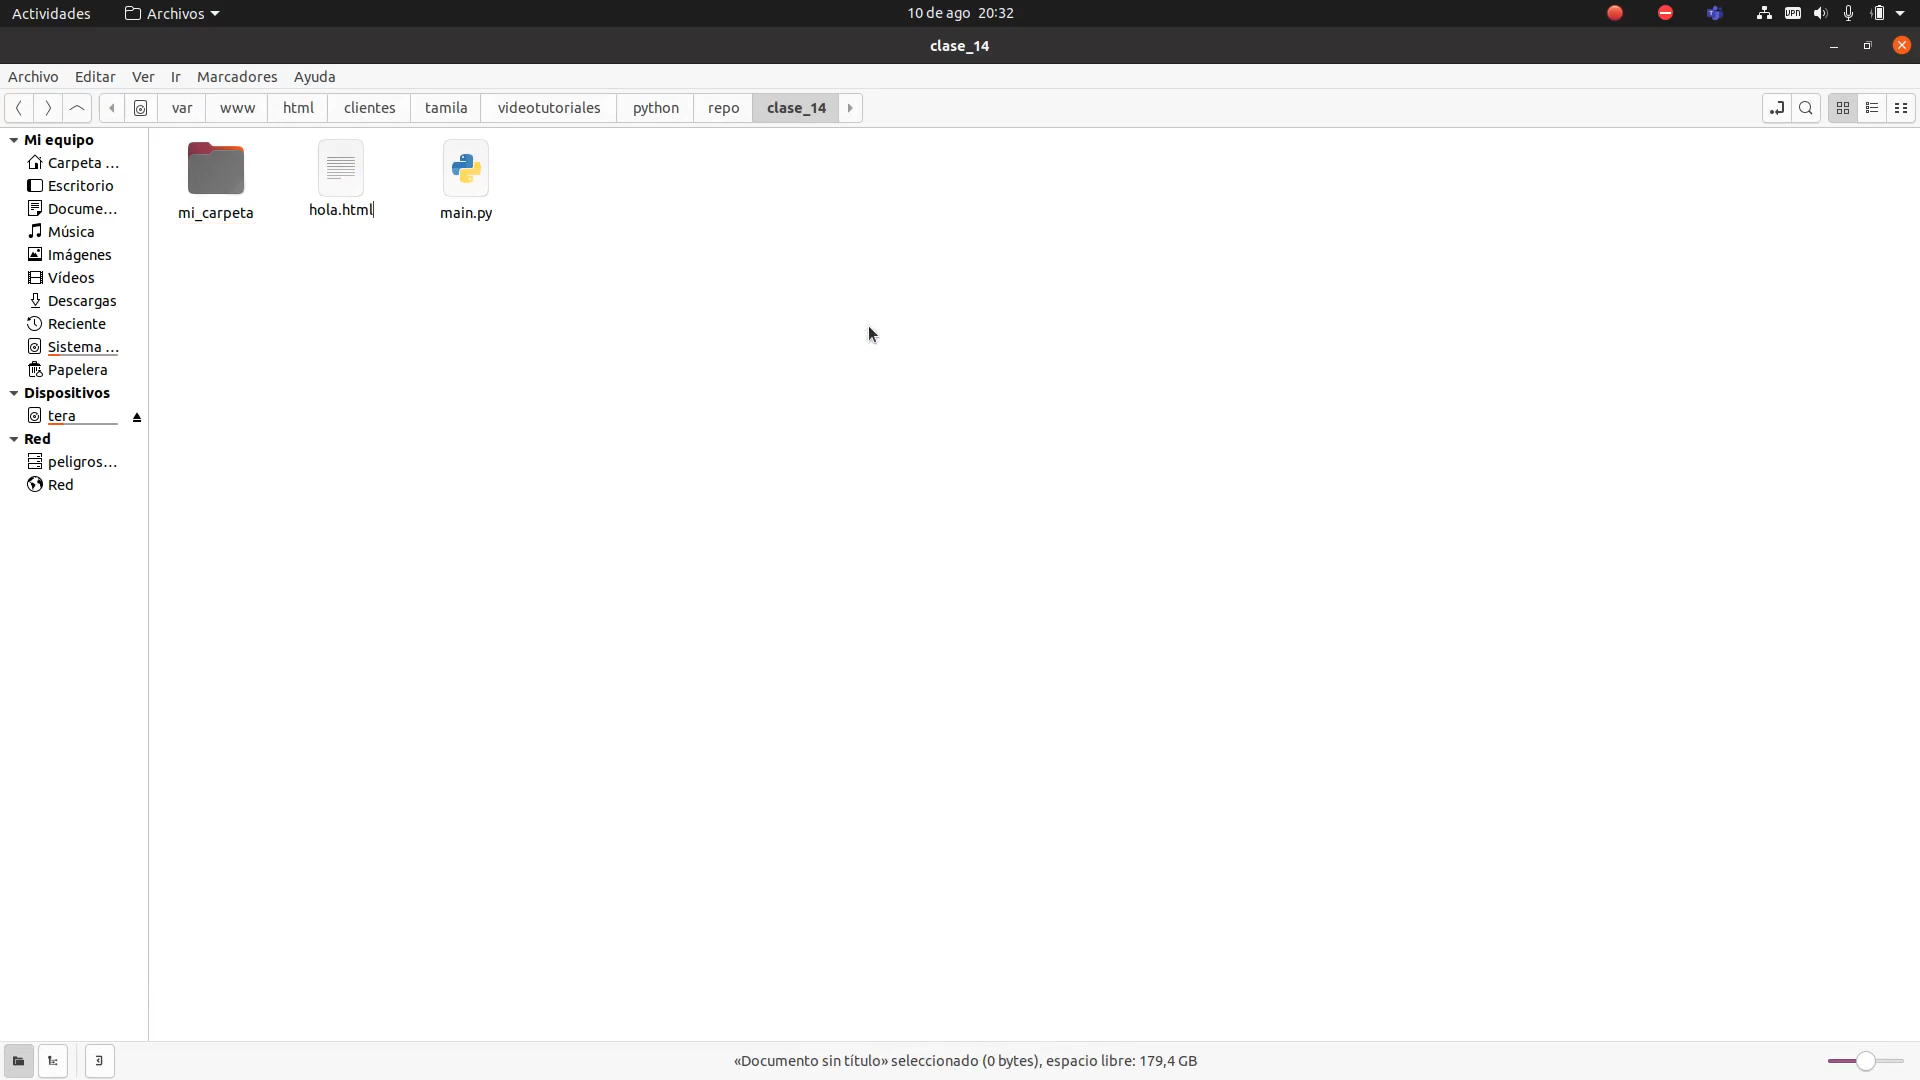 Actividades Archivos 10 de ago 20:32 VPN
clase_14
Archivo Editar Ver Ir Marcadores Ayuda
var www html clientes tamila videotutoriales python repo clase_14
Mi equipo
Carpeta ...
Escritorio
Docume...
Música
Imágenes
Vídeos
Descargas
Reciente
Sistema ...
Papelera
Dispositivos
tera
Red
peligros...
Red
mi_carpeta hola.html main.py
«Documento sin título» seleccionado (0 bytes), espacio libre: 179,4 GB